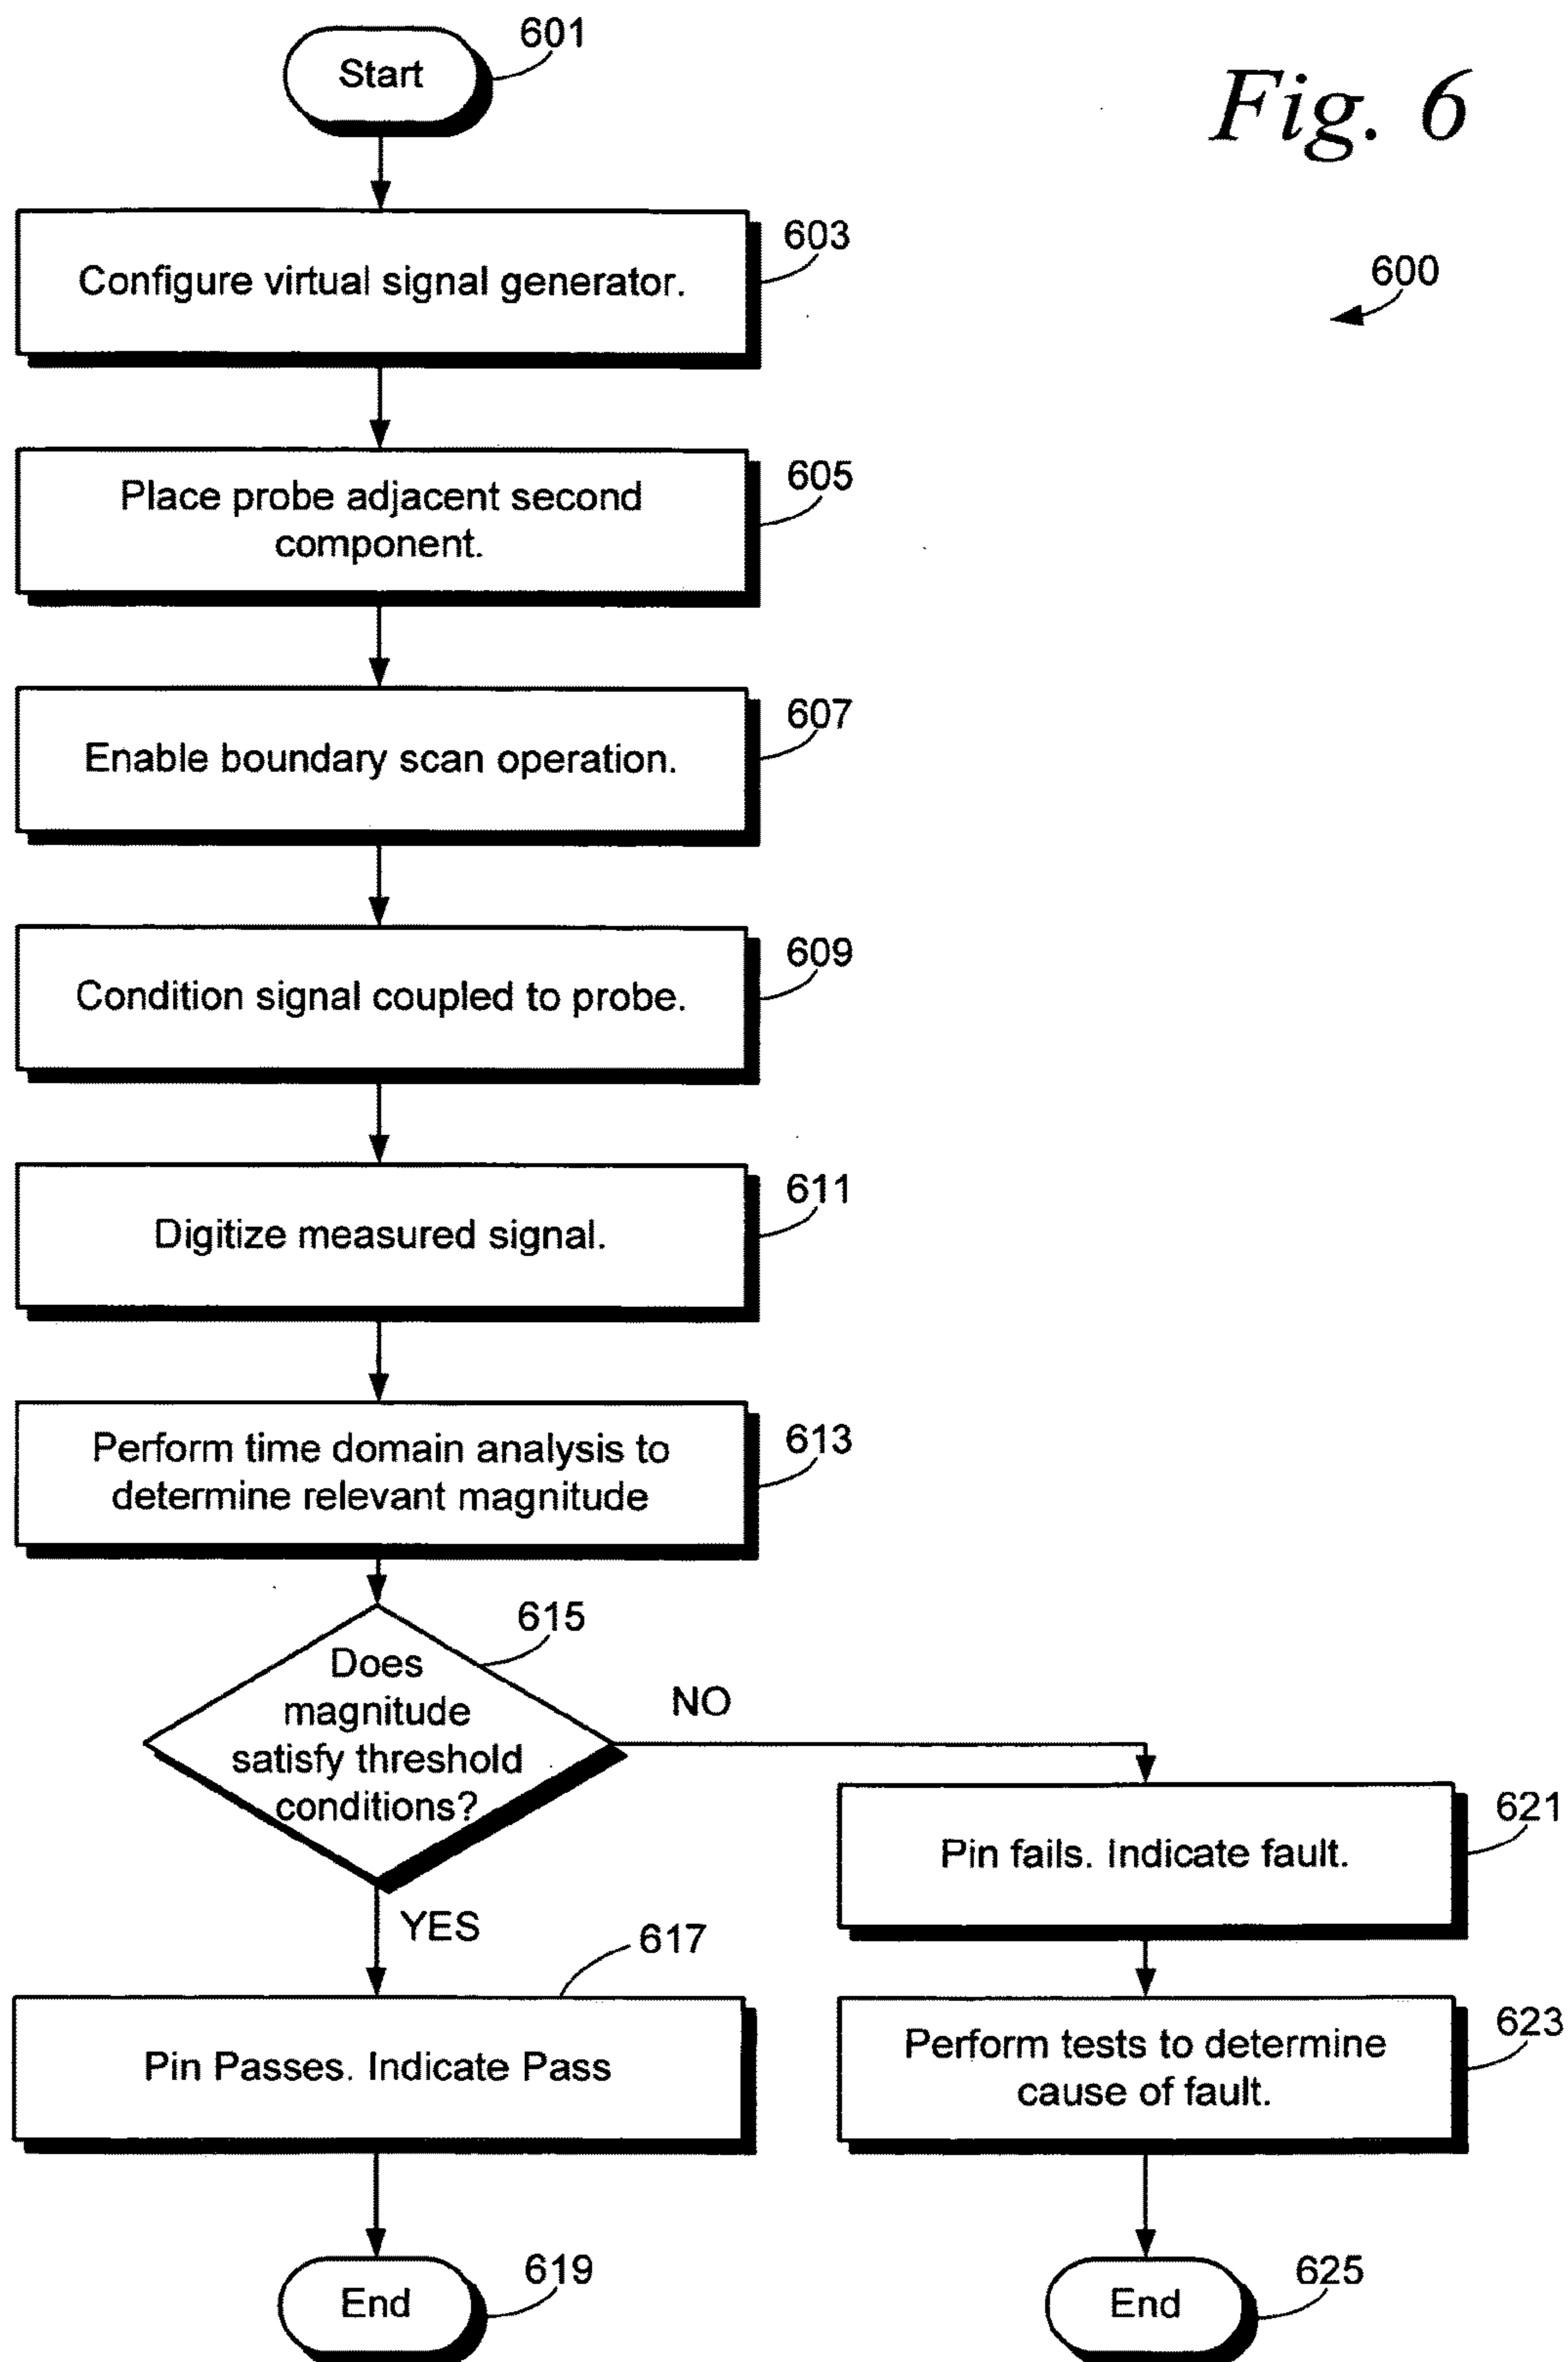 Fig. 6
600
Start
601
Configure virtual signal generator.
603
Place probe adjacent second
component.
605
Enable boundary scan operation.
607
Condition signal coupled to probe.
609
Digitize measured signal.
611
Perform time domain analysis to
determine relevant magnitude
613
Does
magnitude
satisfy threshold
conditions?
615
NO
YES
Pin Passes. Indicate Pass
617
End
619
Pin fails. Indicate fault.
621
Perform tests to determine
cause of fault.
623
End
625